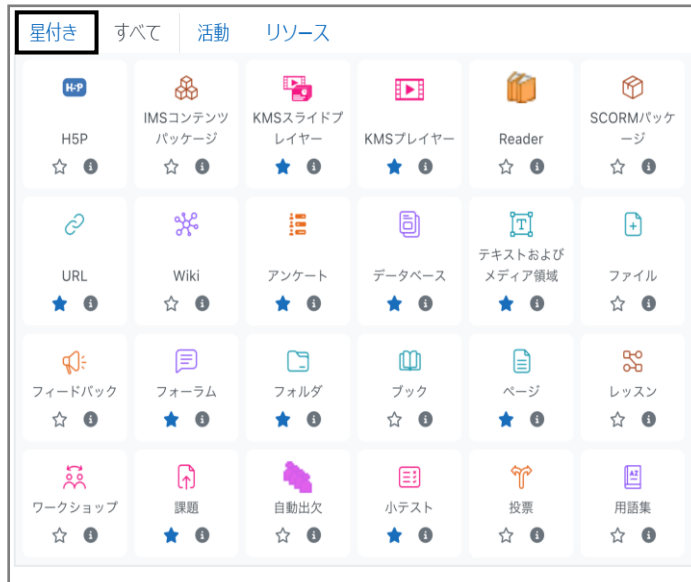 星付き すべて 活動 リソース
H-P
H5P
IMSコンテンツ
パッケージ
KMSスライドプ
レイヤー
KMSプレイヤー
Reader
SCORMパッケ
ージ
URL
Wiki
アンケート
データベース
T
テキストおよび
メディア領域
ファイル
フィードバック
フォーラム
フォルダ
ブック
ページ
レッスン
ワークショップ
課題
自動出欠
小テスト
投票
AZ
用語集